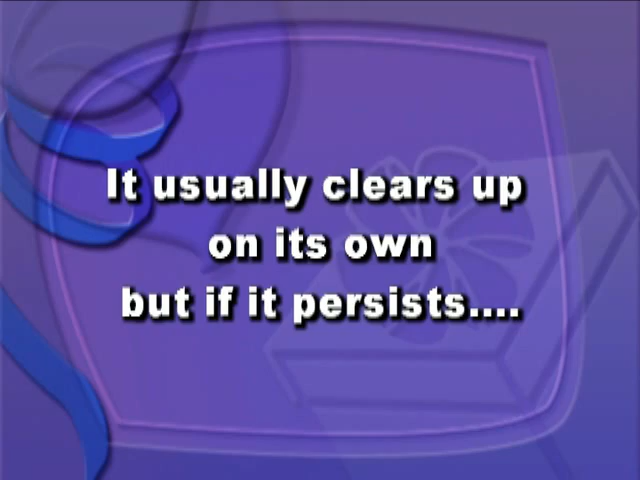 It usually clears up
on its own
but if it persists....